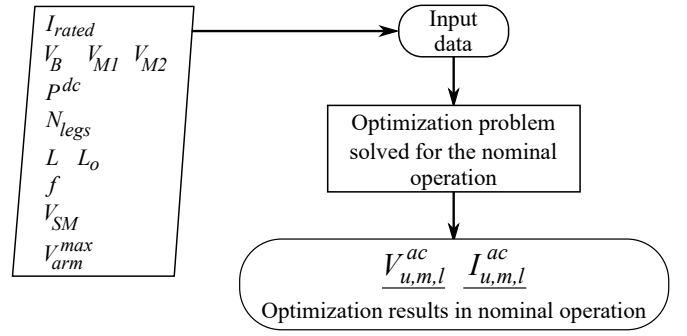 I_rated
V_B V_M1 V_M2
P^dc
N_legs
L L_o
f
V_SM
V_arm^max
Input
data
Optimization problem
solved for the nominal
operation
V_u,m,l^ac I_u,m,l^ac
Optimization results in nominal operation